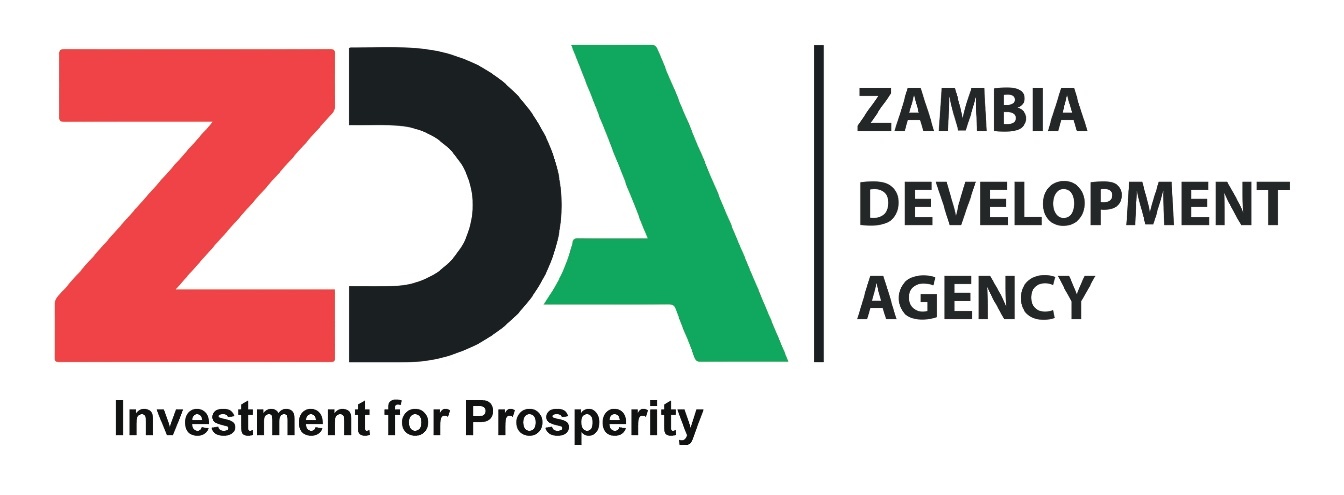 ZDA
ZAMBIA
DEVELOPMENT
AGENCY
Investment for Prosperity